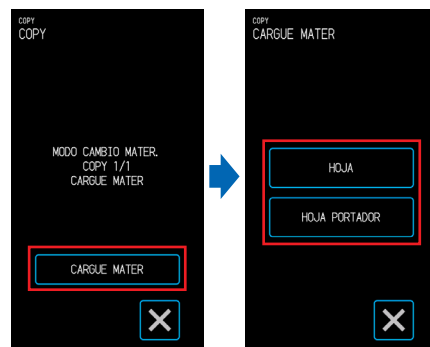 COPY
COPY
MODO CAMBIO MATER.
COPY 1/1
CARGUE MATER
CARGUE MATER
COPY
CARGUE MATER
HOJA
HOJA PORTADOR